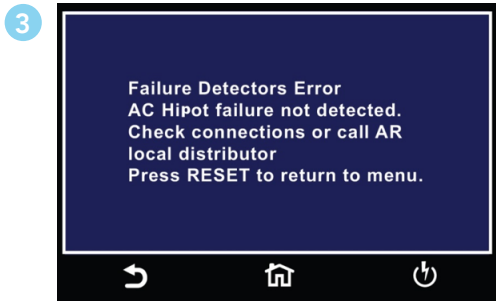 3
Failure Detectors Error
AC Hipot failure not detected.
Check connections or call AR
local distributor
Press RESET to return to menu.